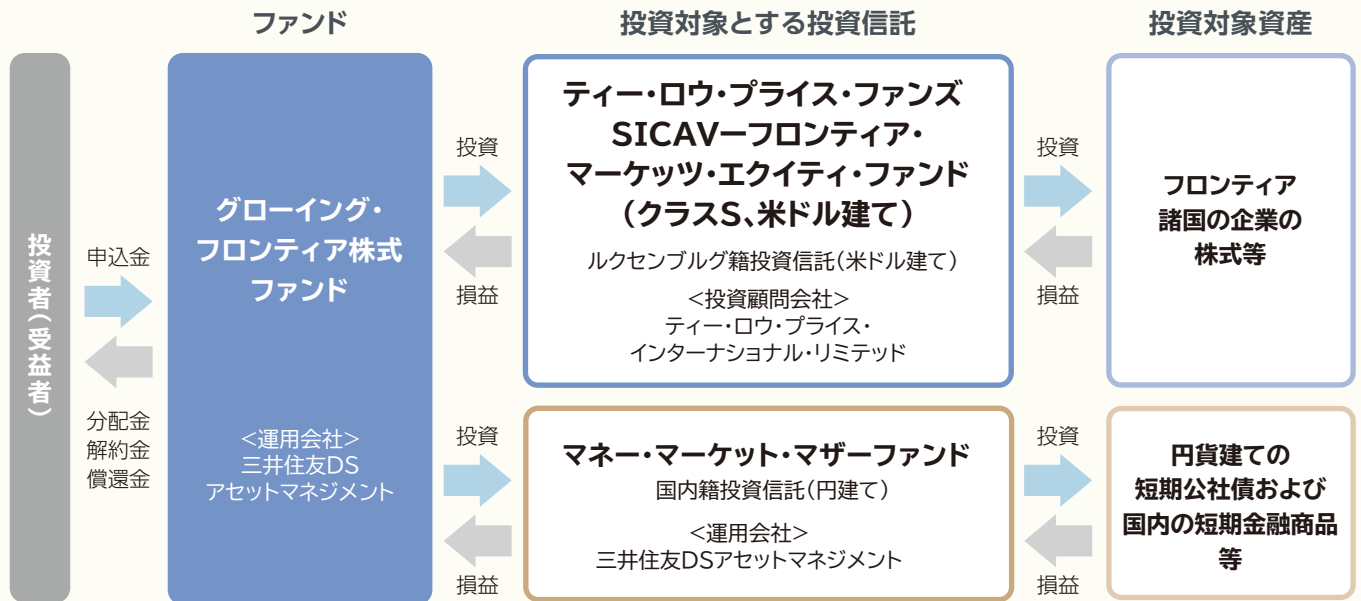 ファンド
投資対象とする投資信託
投資対象資産
投資者(受益者)
申込金
分配金
解約金
償還金
グローイング・
フロンティア株式
ファンド
<運用会社>
三井住友DS
アセットマネジメント
投資
損益
ティー・ロウ・プライス・ファンズ
SICAVーフロンティア・
マーケッツ・エクイティ・ファンド
(クラスS、米ドル建て)
ルクセンブルグ籍投資信託(米ドル建て)
<投資顧問会社>
ティー・ロウ・プライス・
インターナショナル・リミテッド
投資
損益
フロンティア
諸国の企業の
株式等
投資
損益
マネー・マーケット・マザーファンド
国内籍投資信託(円建て)
<運用会社>
三井住友DSアセットマネジメント
投資
損益
円貨建ての
短期公社債および
国内の短期金融商品
等